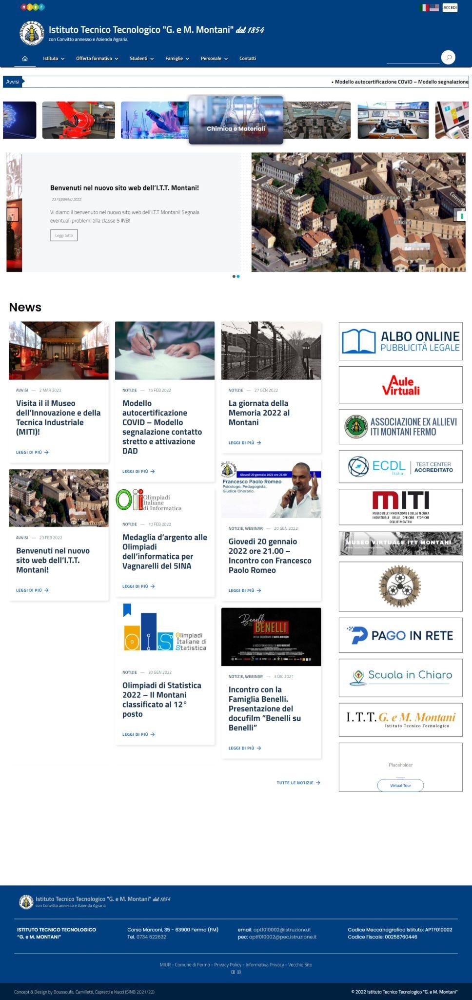 MIUR
ACCEDI
Istituto Tecnico Tecnologico "G. e M. Montani" dal 1854
con Convitto annesso e Azienda Agraria
Istituto
Offerta formativa
Studenti
Famiglie
Personale
Contatti
Avvisi
• Modello autocertificazione COVID – Modello segnalazione
Chimica e Materiali
Benvenuti nel nuovo sito web dell'I.T.T. Montani!
23 FEBBRAIO 2022
Vi diamo il benvenuto nel nuovo sito web dell'I.T.T Montani! Segnala
eventuali problemi alla classe 5 INB!
Leggi tutto
Edificio Biennio
Edificio Triennio
Officine
Convitto
News
AVVISI — 2 MAR 2022
Visita il il Museo
dell'Innovazione e della
Tecnica Industriale
(MITI)!
LEGGI DI PIÙ →
AVVISI — 23 FEB 2022
Benvenuti nel nuovo
sito web dell'I.T.T.
Montani!
LEGGI DI PIÙ →
NOTIZIE — 15 FEB 2022
Modello
autocertificazione
COVID – Modello
segnalazione contatto
stretto e attivazione
DAD
LEGGI DI PIÙ →
Olimpiadi
Italiane
di Informatica
NOTIZIE — 10 FEB 2022
Medaglia d'argento alle
Olimpiadi
dell'informatica per
Vagnarelli del 5INA
LEGGI DI PIÙ →
Olimpiadi
Italiane di
Statistica
NOTIZIE — 30 GEN 2022
Olimpiadi di Statistica
2022 – Il Montani
classificato al 12°
posto
LEGGI DI PIÙ →
NOTIZIE — 27 GEN 2022
La giornata della
Memoria 2022 al
Montani
LEGGI DI PIÙ →
Giovedì 20 gennaio 2022 ore 21.00
Francesco Paolo Romeo
Psicologo, Pedagogista,
Giudice Onorario.
NOTIZIE, WEBINAR — 20 GEN 2022
Giovedì 20 gennaio
2022 ore 21.00 –
Incontro con Francesco
Paolo Romeo
LEGGI DI PIÙ →
Benelli
su
BENELLI
NOTIZIE, WEBINAR — 3 DIC 2021
Incontro con la
Famiglia Benelli.
Presentazione del
docufilm "Benelli su
Benelli"
LEGGI DI PIÙ →
TUTTE LE NOTIZIE →
ALBO ONLINE
PUBBLICITÀ LEGALE
Aule
Virtuali
ASSOCIAZIONE EX ALLIEVI
ITI MONTANI FERMO
ECDL
Italia
TEST CENTER
ACCREDITATO
MITI
MUSEO DELL'INNOVAZIONE E DELLA TECNICA
INDUSTRIALE DELLE OFFICINE STORICHE
DELL'ITI MONTANI
MUSEO VIRTUALE ITT MONTANI
PAGO IN RETE
Scuola in Chiaro
I.T.T. G. e M. Montani
Istituto Tecnico Tecnologico
Placeholder
Virtual Tour
Istituto Tecnico Tecnologico "G. e M. Montani" dal 1854
con Convitto annesso e Azienda Agraria
ISTITUTO TECNICO TECNOLOGICO
"G. e M. MONTANI"
Corso Marconi, 35 - 63900 Fermo (FM)
Tel. 0734 622632
email: aptf010002@istruzione.it
pec: aptf010002@pec.istruzione.it
Codice Meccanografico Istituto: APTF010002
Codice Fiscale: 00258760446
MIUR - Comune di Fermo - Privacy Policy - Informativa Privacy - Vecchio Sito
Concept & Design by Boussoufa, Camilletti, Capretti e Nucci (5INB 2021/22)
© 2022 Istituto Tecnico Tecnologico "G. e M. Montani"